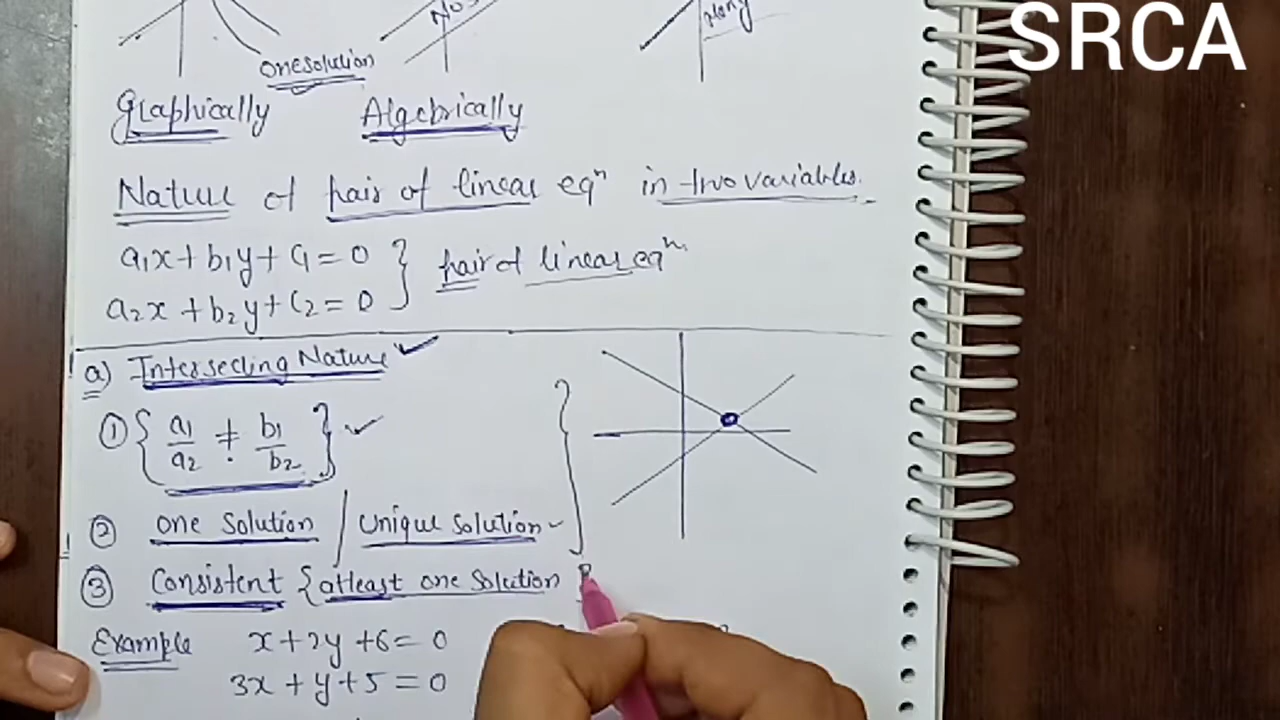 SRCA
No
Many
one solution
Graphically Algebrically
Nature of pair of linear eqⁿ in two variables.
a₁x + b₁y + c₁ = 0
a₂x + b₂y + c₂ = 0 } pair of linear eqⁿ.
a) Intersecting Nature ✓
① { a₁/a₂ ≠ b₁/b₂ } ✓
② one solution / Unique solution
③ Consistent { atleast one solution
Example x + 2y + 6 = 0
3x + y + 5 = 0